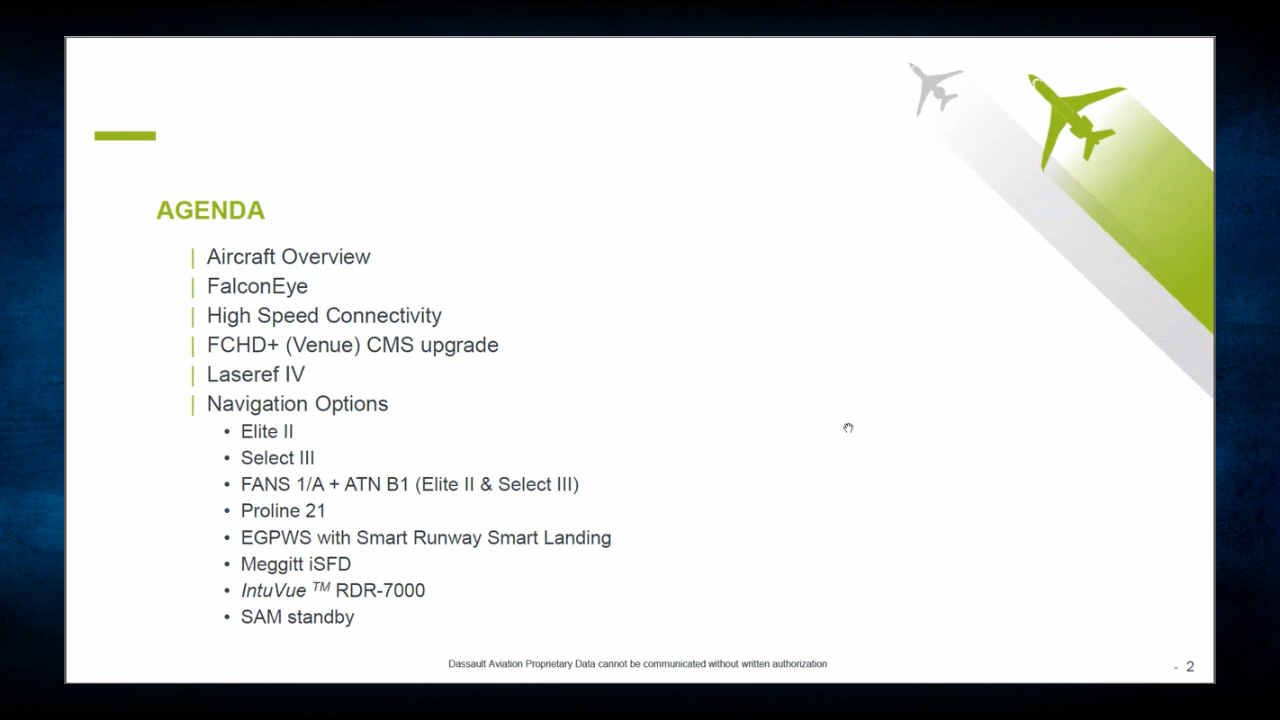 AGENDA
| Aircraft Overview
| FalconEye
| High Speed Connectivity
| FCHD+ (Venue) CMS upgrade
| Laseref IV
| Navigation Options
• Elite II
• Select III
• FANS 1/A + ATN B1 (Elite II & Select III)
• Proline 21
• EGPWS with Smart Runway Smart Landing
• Meggitt iSFD
• IntuVue TM RDR-7000
• SAM standby
Dassault Aviation Proprietary Data cannot be communicated without written authorization
- 2